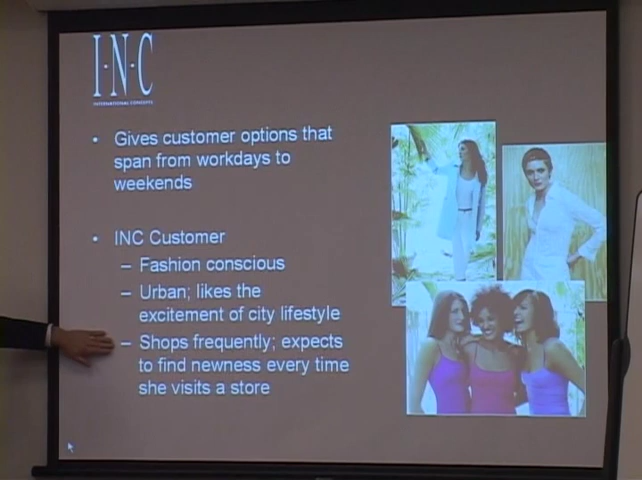 I·N·C
INTERNATIONAL CONCEPTS
• Gives customer options that
span from workdays to
weekends
• INC Customer
– Fashion conscious
– Urban; likes the
excitement of city lifestyle
– Shops frequently; expects
to find newness every time
she visits a store